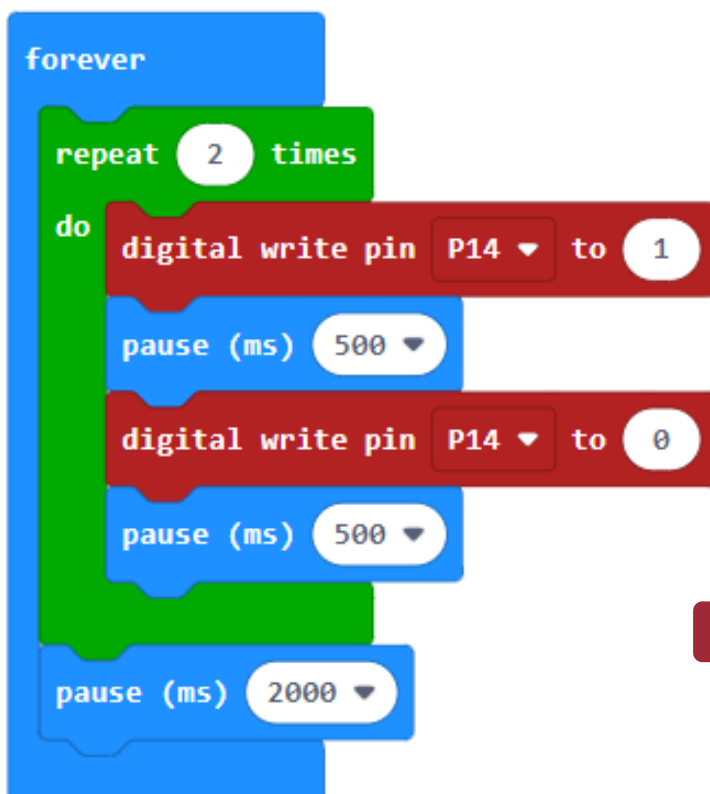 forever
repeat 2 times
do
digital write pin P14 to 1
pause (ms) 500
digital write pin P14 to 0
pause (ms) 500
pause (ms) 2000